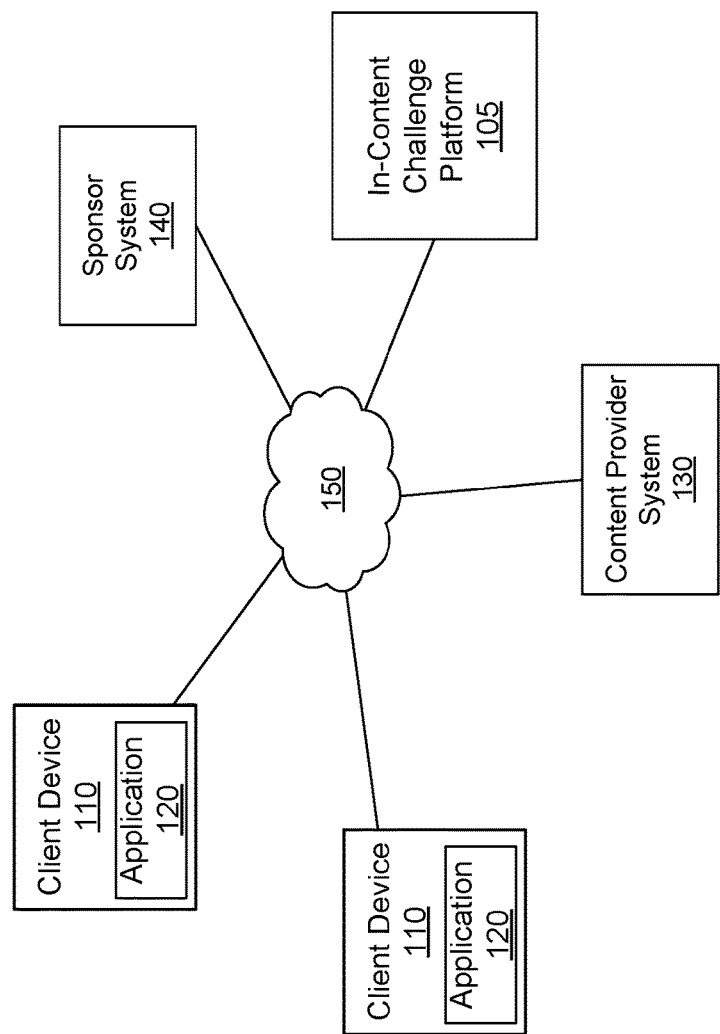 Client Device
110
Application
120
Client Device
110
Application
120
150
Sponsor
System
140
In-Content
Challenge
Platform
105
Content Provider
System
130